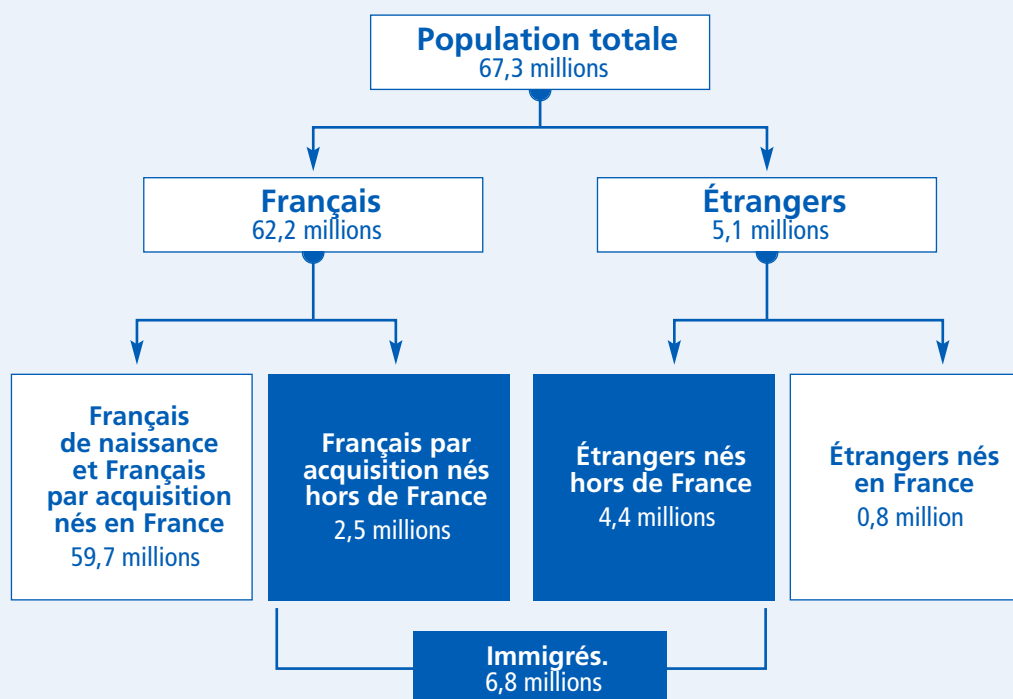 Population totale
67,3 millions
Français
62,2 millions
Étrangers
5,1 millions
Français
de naissance
et Français
par acquisition
nés en France
59,7 millions
Français par
acquisition nés
hors de France
2,5 millions
Étrangers nés
hors de France
4,4 millions
Étrangers nés
en France
0,8 million
Immigrés.
6,8 millions